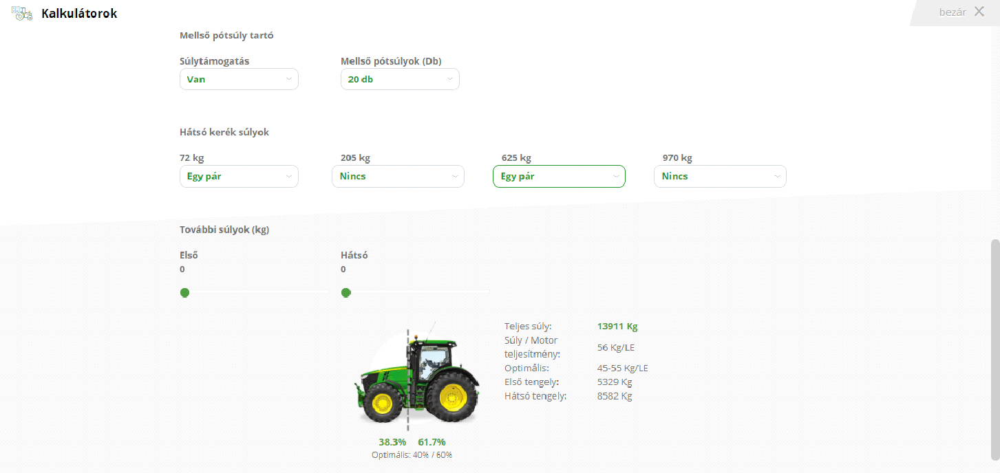 Kalkulátorok
bezár
Mellső pótsúly tartó
Súlytámogatás
Mellső pótsúlyok (Db)
Van
20 db
Hátsó kerék súlyok
72 kg
205 kg
625 kg
970 kg
Egy pár
Nincs
Egy pár
Nincs
További súlyok (kg)
Első
Hátsó
0
0
Teljes súly:
13911 Kg
Súly / Motor
teljesítmény:
56 Kg/LE
Optimális:
45-55 Kg/LE
Első tengely:
5329 Kg
Hátsó tengely:
8582 Kg
38.3%
61.7%
Optimális: 40% / 60%